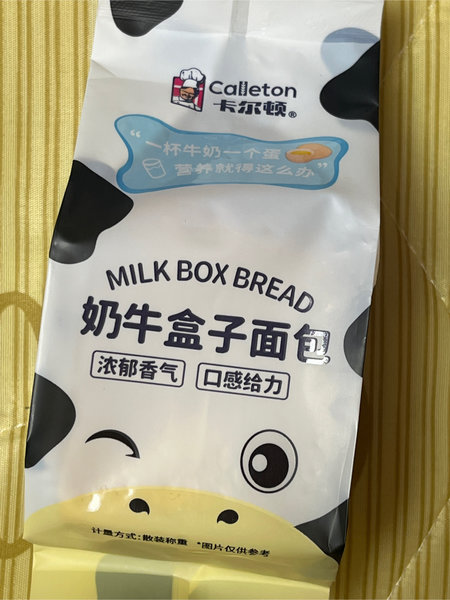 Calleton
卡尔顿®
“一杯牛奶一个蛋
营养就得这么办”
MILK BOX BREAD
奶牛盒子面包
浓郁香气 口感给力
计量方式:散装称重 *图片仅供参考